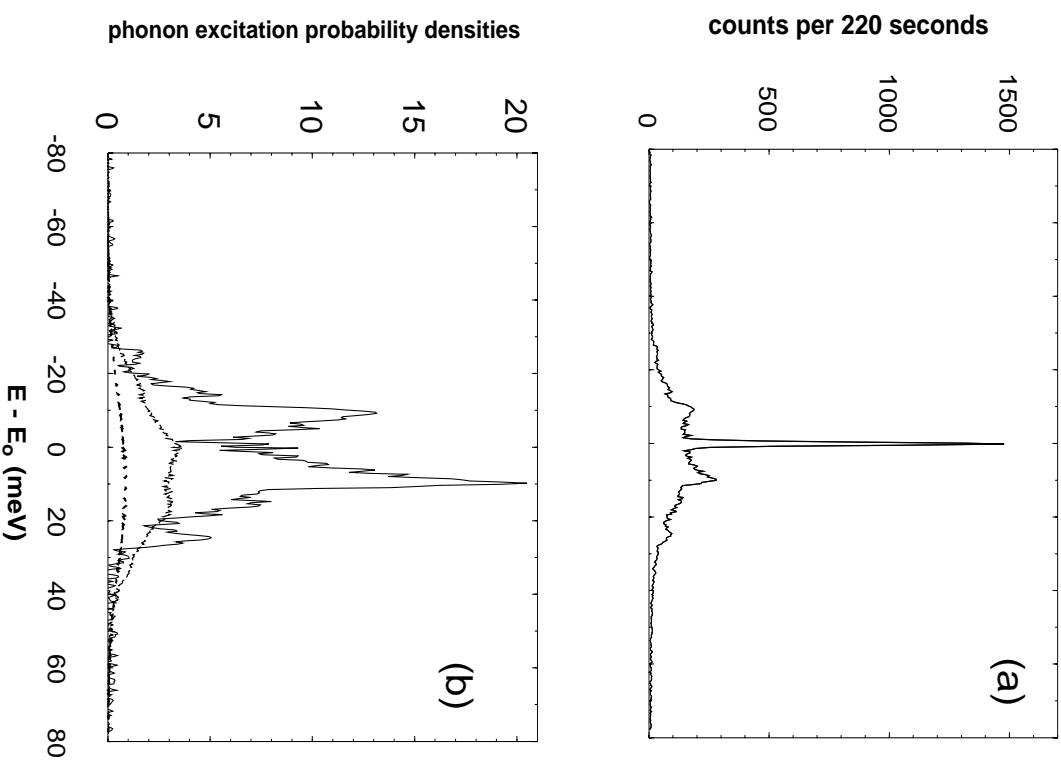 counts per 220 seconds
1500
1000
500
0
(a)
phonon excitation probability densities
20
15
10
5
0
(b)
-80 -60 -40 -20 0 20 40 60 80
E - Eo (meV)